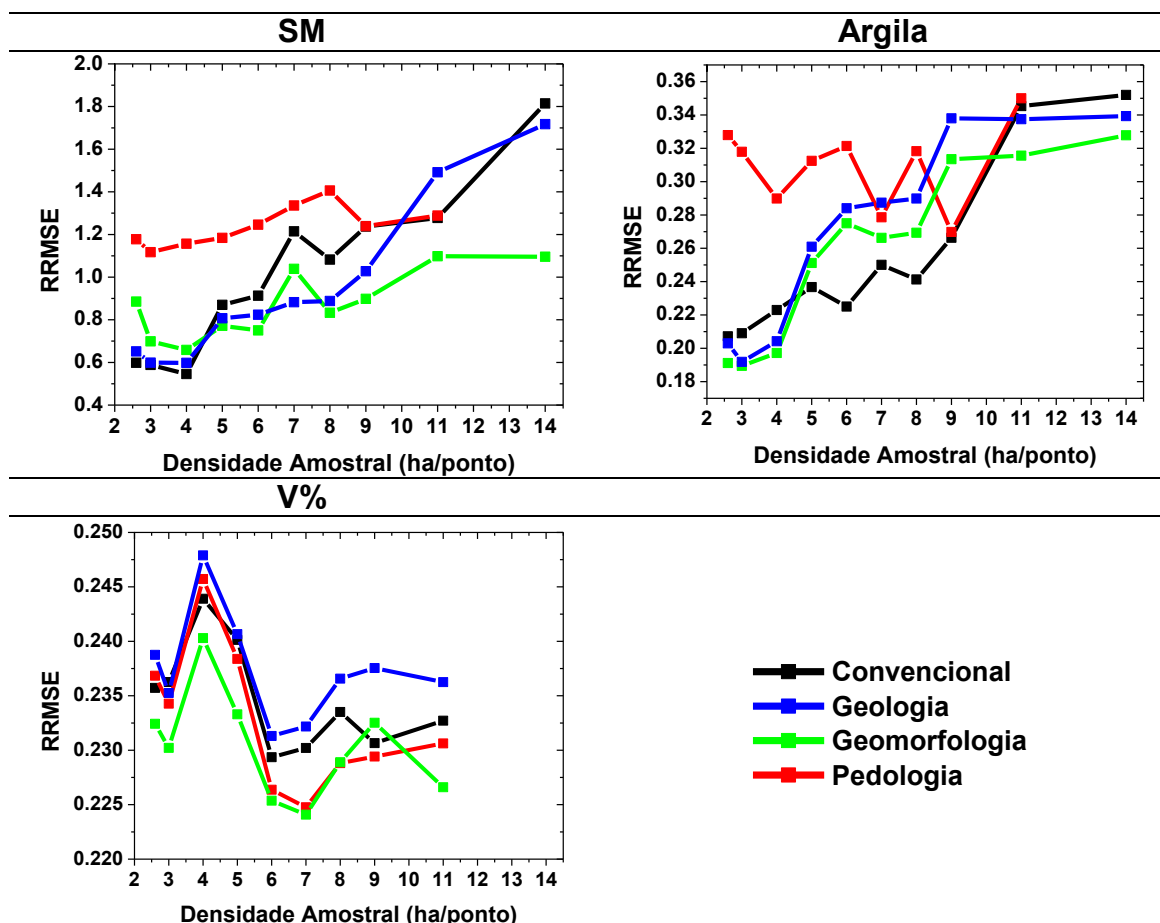 SM
Argila
RRMSE
2.0
1.8
1.6
1.4
1.2
1.0
0.8
0.6
0.4
2 3 4 5 6 7 8 9 10 11 12 13 14
Densidade Amostral (ha/ponto)
RRMSE
0.36
0.34
0.32
0.30
0.28
0.26
0.24
0.22
0.20
0.18
2 3 4 5 6 7 8 9 10 11 12 13 14
Densidade Amostral (ha/ponto)
V%
RRMSE
0.250
0.245
0.240
0.235
0.230
0.225
0.220
2 3 4 5 6 7 8 9 10 11 12 13 14
Densidade Amostral (ha/ponto)
Convencional
Geologia
Geomorfologia
Pedologia